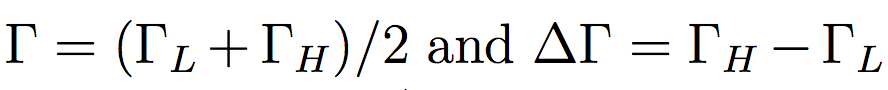 Γ = (Γ_L + Γ_H)/2 and ΔΓ = Γ_H − Γ_L